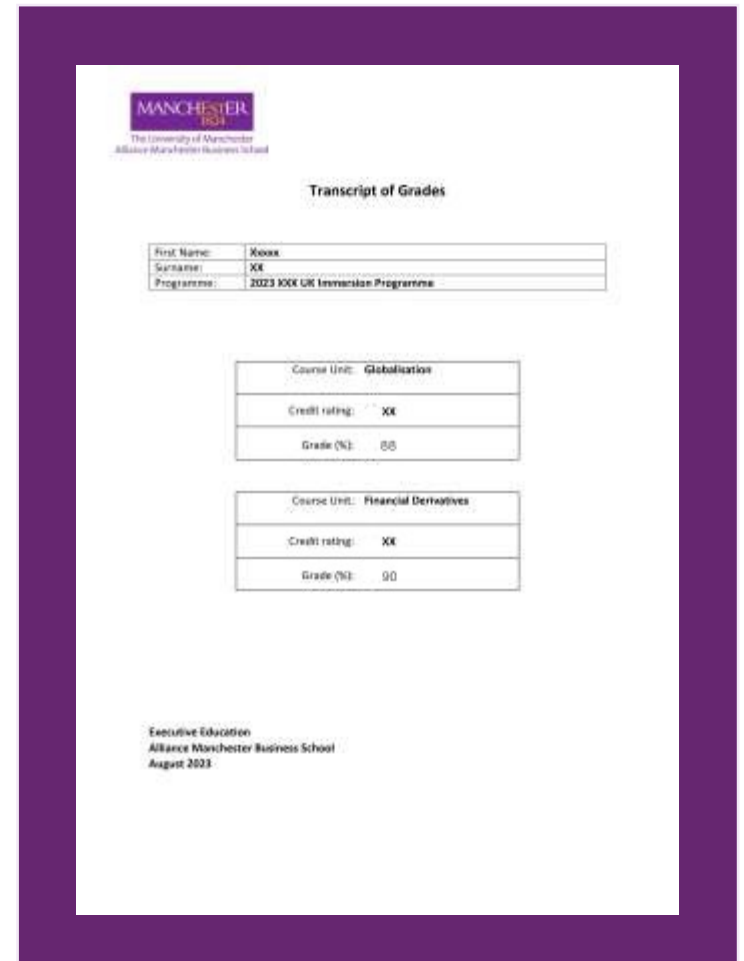 MANCHESTER
1824
The University of Manchester
Alliance Manchester Business School
Transcript of Grades
First Name: Xxxxx
Surname: XX
Programme: 2023 XXX UK Immersion Programme
Course Unit: Globalisation
Credit rating: XX
Grade (%): 88
Course Unit: Financial Derivatives
Credit rating: XX
Grade (%): 90
Executive Education
Alliance Manchester Business School
August 2023